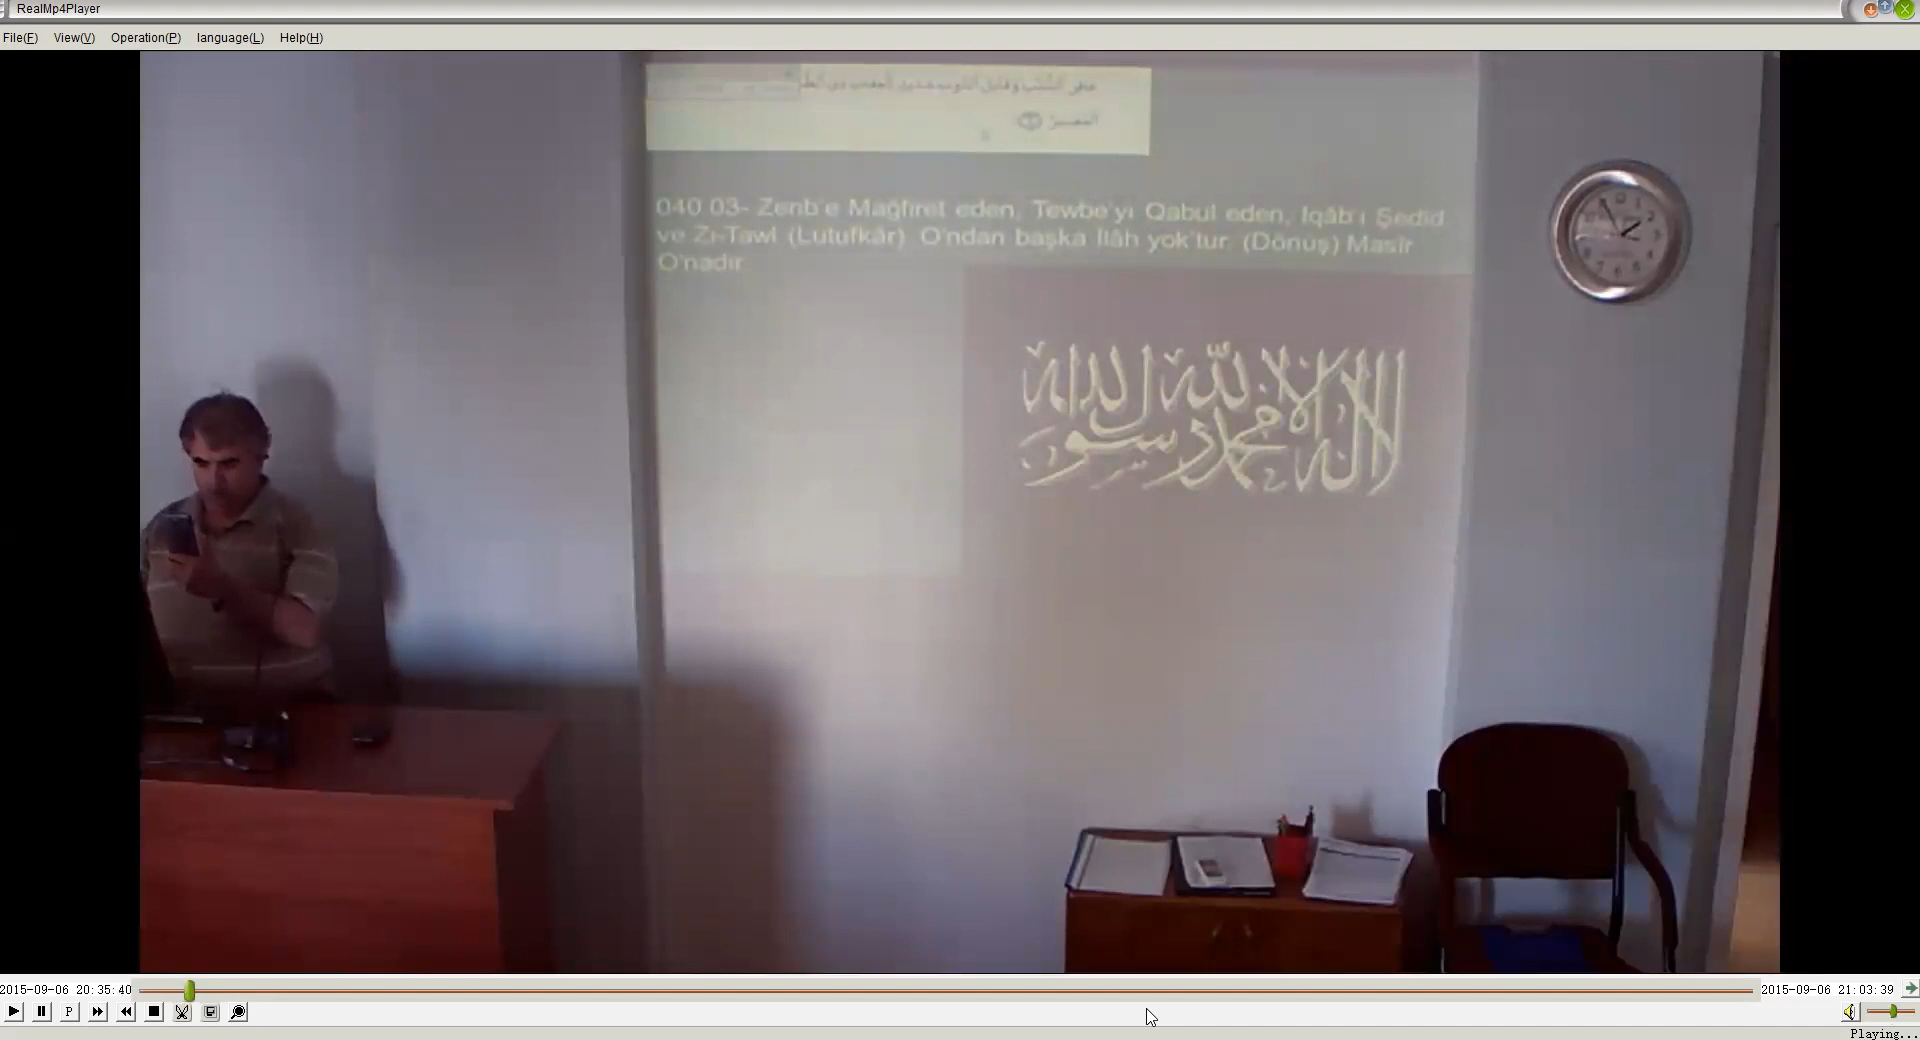 RealMp4Player
File(F) View(V) Operation(P) language(L) Help(H)
040 03- Zenb'e Mağfiret eden, Tewbe'yi Qabul eden, Iqâb'ı Şedid
ve Zi-Tawl (Lutufkâr) O'ndan başka İlâh yok'tur. (Dönüş) Masîr
O'nadır.
لا اله الا الله محمد رسول الله
2015-09-06 20:35:40
2015-09-06 21:03:39
P
Playing...